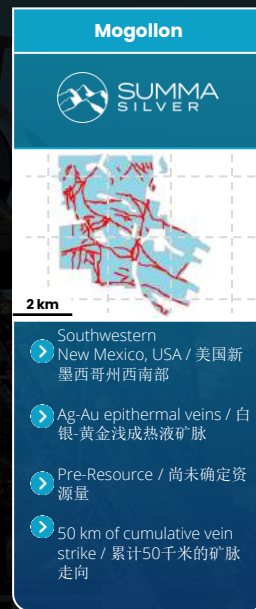 Mogollon
SUMMA
SILVER
2 km
Southwestern
New Mexico, USA / 美国新
墨西哥州西南部
Ag-Au epithermal veins / 白
银-黄金浅成热液矿脉
Pre-Resource / 尚未确定资
源量
50 km of cumulative vein
strike / 累计50千米的矿脉
走向